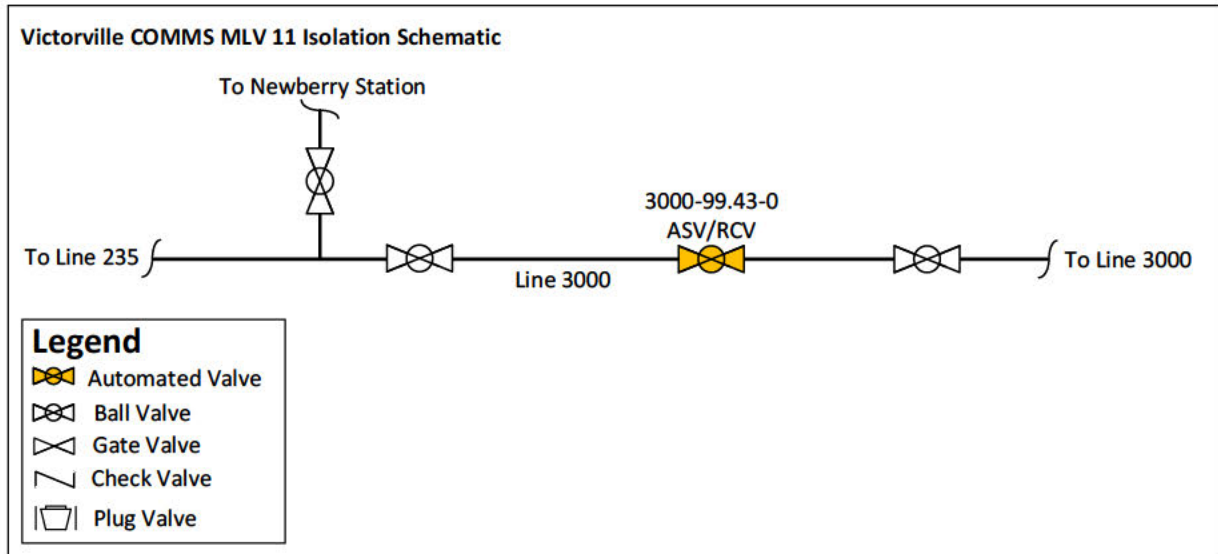 Victorville COMMS MLV 11 Isolation Schematic
To Newberry Station
3000-99.43-0
ASV/RCV
To Line 235
Line 3000
To Line 3000
Legend
Automated Valve
Ball Valve
Gate Valve
Check Valve
Plug Valve